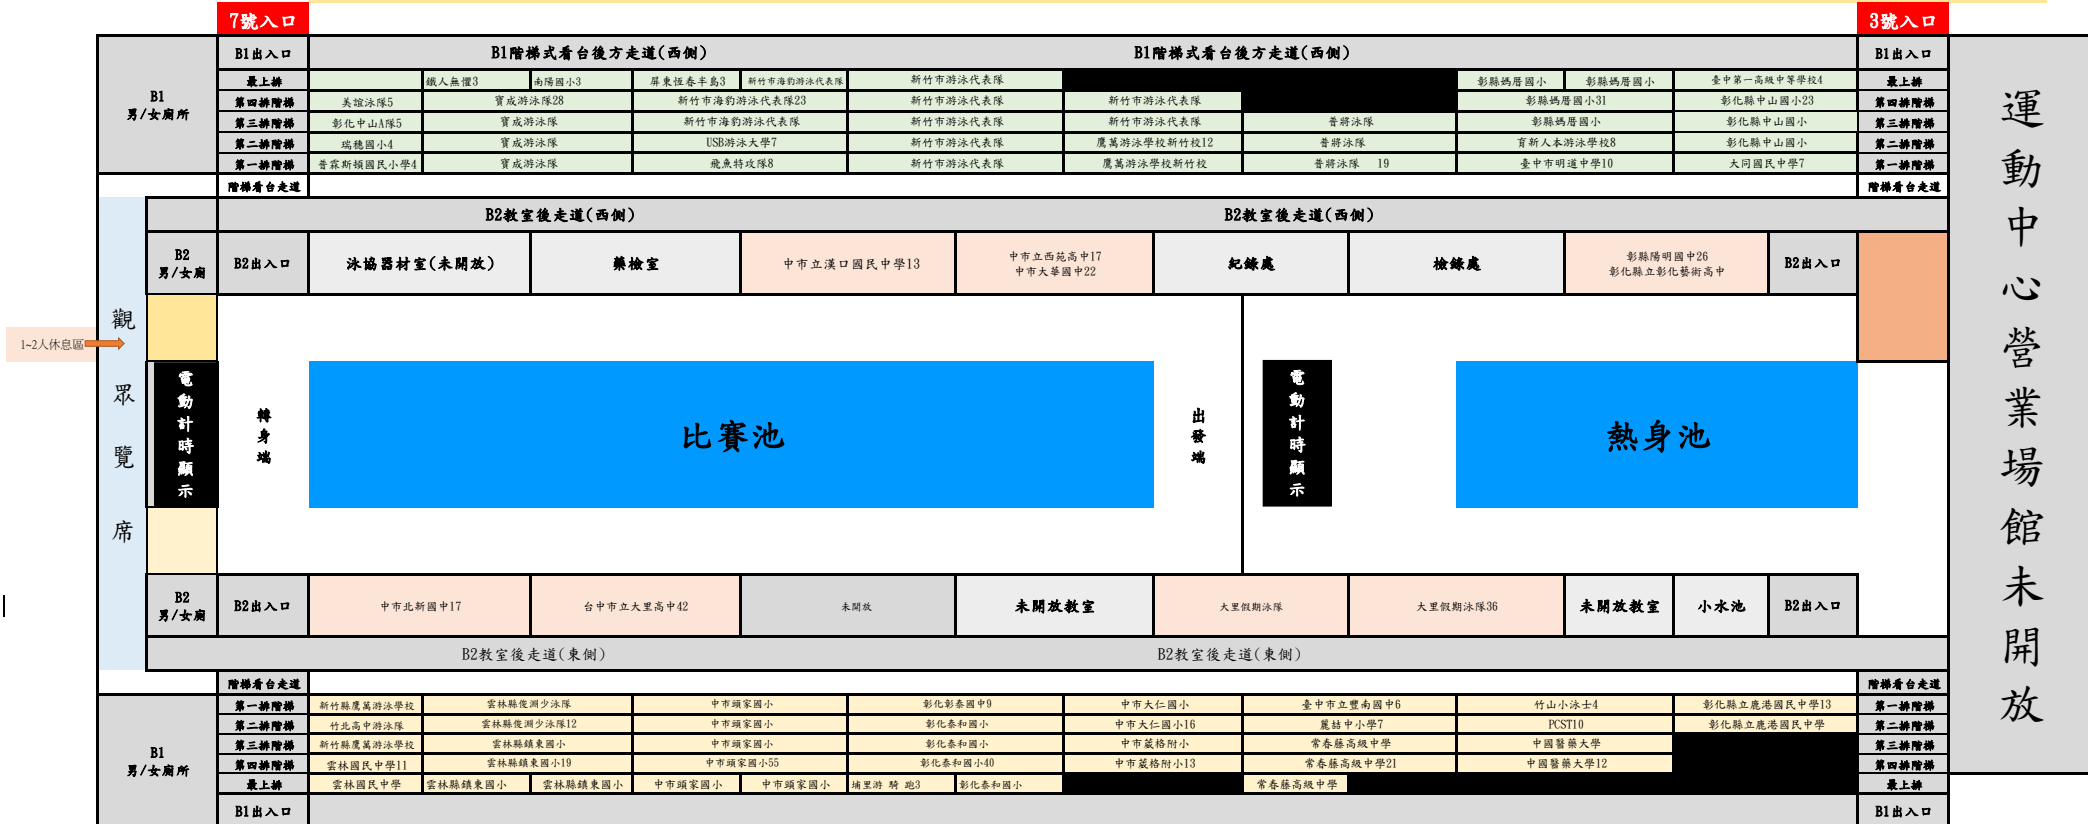 7號入口 3號入口
B1出入口 B1階梯式看台後方走道(西側) B1階梯式看台後方走道(西側) B1出入口
B1
男/女廁所
最上排 鐵人無懼3 南陽國小3 屏東恆春半島3 新竹市海豹游泳代表隊 新竹市游泳代表隊 彰縣媽厝國小 彰縣媽厝國小 臺中第一高級中等學校4 最上排
第四排階梯 美誼泳隊5 寶成游泳隊28 新竹市海豹游泳代表隊23 新竹市游泳代表隊 新竹市游泳代表隊 彰縣媽厝國小31 彰化縣中山國小23 第四排階梯
第三排階梯 彰化中山A隊5 寶成游泳隊 新竹市海豹游泳代表隊 新竹市游泳代表隊 新竹市游泳代表隊 普將泳隊 彰縣媽厝國小 彰化縣中山國小 第三排階梯
第二排階梯 瑞穗國小4 寶成游泳隊 USB游泳大學7 新竹市游泳代表隊 鷹萬游泳學校新竹校12 普將泳隊 育新人本游泳學校8 彰化縣中山國小 第二排階梯
第一排階梯 普霖斯頓國民小學4 寶成游泳隊 飛魚特攻隊8 新竹市游泳代表隊 鷹萬游泳學校新竹校 普將泳隊 19 臺中市明道中學10 大同國民中學7 第一排階梯
階梯看台走道 階梯看台走道
B2教室後走道(西側) B2教室後走道(西側)
B2
男/女廁
B2出入口 泳協器材室(未開放) 藥檢室 中市立漢口國民中學13
中市立西苑高中17
中市大華國中22
紀錄處 檢錄處
彰縣陽明國中26
彰化縣立彰化藝術高中
B2出入口
觀眾覽席
1~2人休息區
電動計時顯示
轉身端
比賽池
出發端
電動計時顯示
熱身池
運動中心營業場館未開放
B2
男/女廁
B2出入口 中市北新國中17 台中市立大里高中42 未開放 未開放教室 大里假期泳隊 大里假期泳隊36 未開放教室 小水池 B2出入口
B2教室後走道(東側) B2教室後走道(東側)
階梯看台走道 階梯看台走道
第一排階梯 新竹縣鷹萬游泳學校 雲林縣俊淵少泳隊 中市頭家國小 彰化彰泰國中9 中市大仁國小 臺中市立豐南國中6 竹山小泳士4 彰化縣立鹿港國民中學13 第一排階梯
第二排階梯 竹北高中游泳隊 雲林縣俊淵少泳隊12 中市頭家國小 彰化泰和國小 中市大仁國小16 麗喆中小學7 PCST10 彰化縣立鹿港國民中學 第二排階梯
B1
男/女廁所
第三排階梯 新竹縣鷹萬游泳學校 雲林縣鎮東國小 中市頭家國小 彰化泰和國小 中市葳格附小 常春藤高級中學 中國醫藥大學 第三排階梯
第四排階梯 雲林國民中學11 雲林縣鎮東國小19 中市頭家國小55 彰化泰和國小40 中市葳格附小13 常春藤高級中學21 中國醫藥大學12 第四排階梯
最上排 雲林國民中學 雲林縣鎮東國小 雲林縣鎮東國小 中市頭家國小 中市頭家國小 埔里游 騎 跑3 彰化泰和國小 常春藤高級中學 最上排
B1出入口 B1出入口